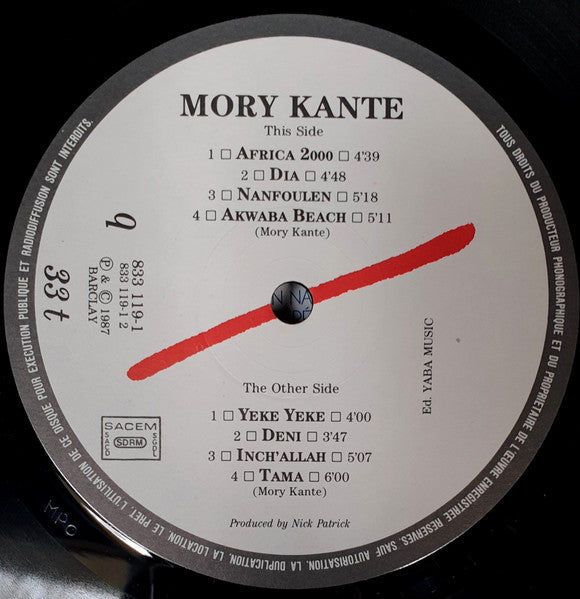 MORY KANTE
This Side
1 □ AFRICA 2000 □ 4'39
2 □ DIA □ 4'48
3 □ NANFOULEN □ 5'18
4 □ AKWABA BEACH □ 5'11
(Mory Kante)
The Other Side
1 □ YEKE YEKE □ 4'00
2 □ DENI □ 3'47
3 □ INCH'ALLAH □ 5'07
4 □ TAMA □ 6'00
(Mory Kante)
Produced by Nick Patrick
833 119-1
833 119-1 2
℗ & © 1987
BARCLAY
33 t
SACEM
SACD
SDRM
SGDL
Ed. YABA MUSIC
TOUS DROITS DU PRODUCTEUR PHONOGRAPHIQUE ET DU PROPRIETAIRE DE L'ŒUVRE ENREGISTREE RESERVES. SAUF AUTORISATION, LA DUPLICATION, LA LOCATION, LE PRET, L'UTILISATION DE CE DISQUE POUR EXECUTION PUBLIQUE ET RADIODIFFUSION SONT INTERDITS.
MPO